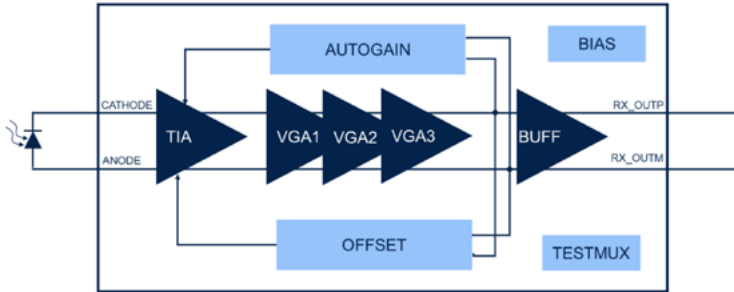 AUTOGAIN
BIAS
CATHODE
RX_OUTP
TIA
VGA1
VGA2
VGA3
BUFF
ANODE
RX_OUTM
OFFSET
TESTMUX